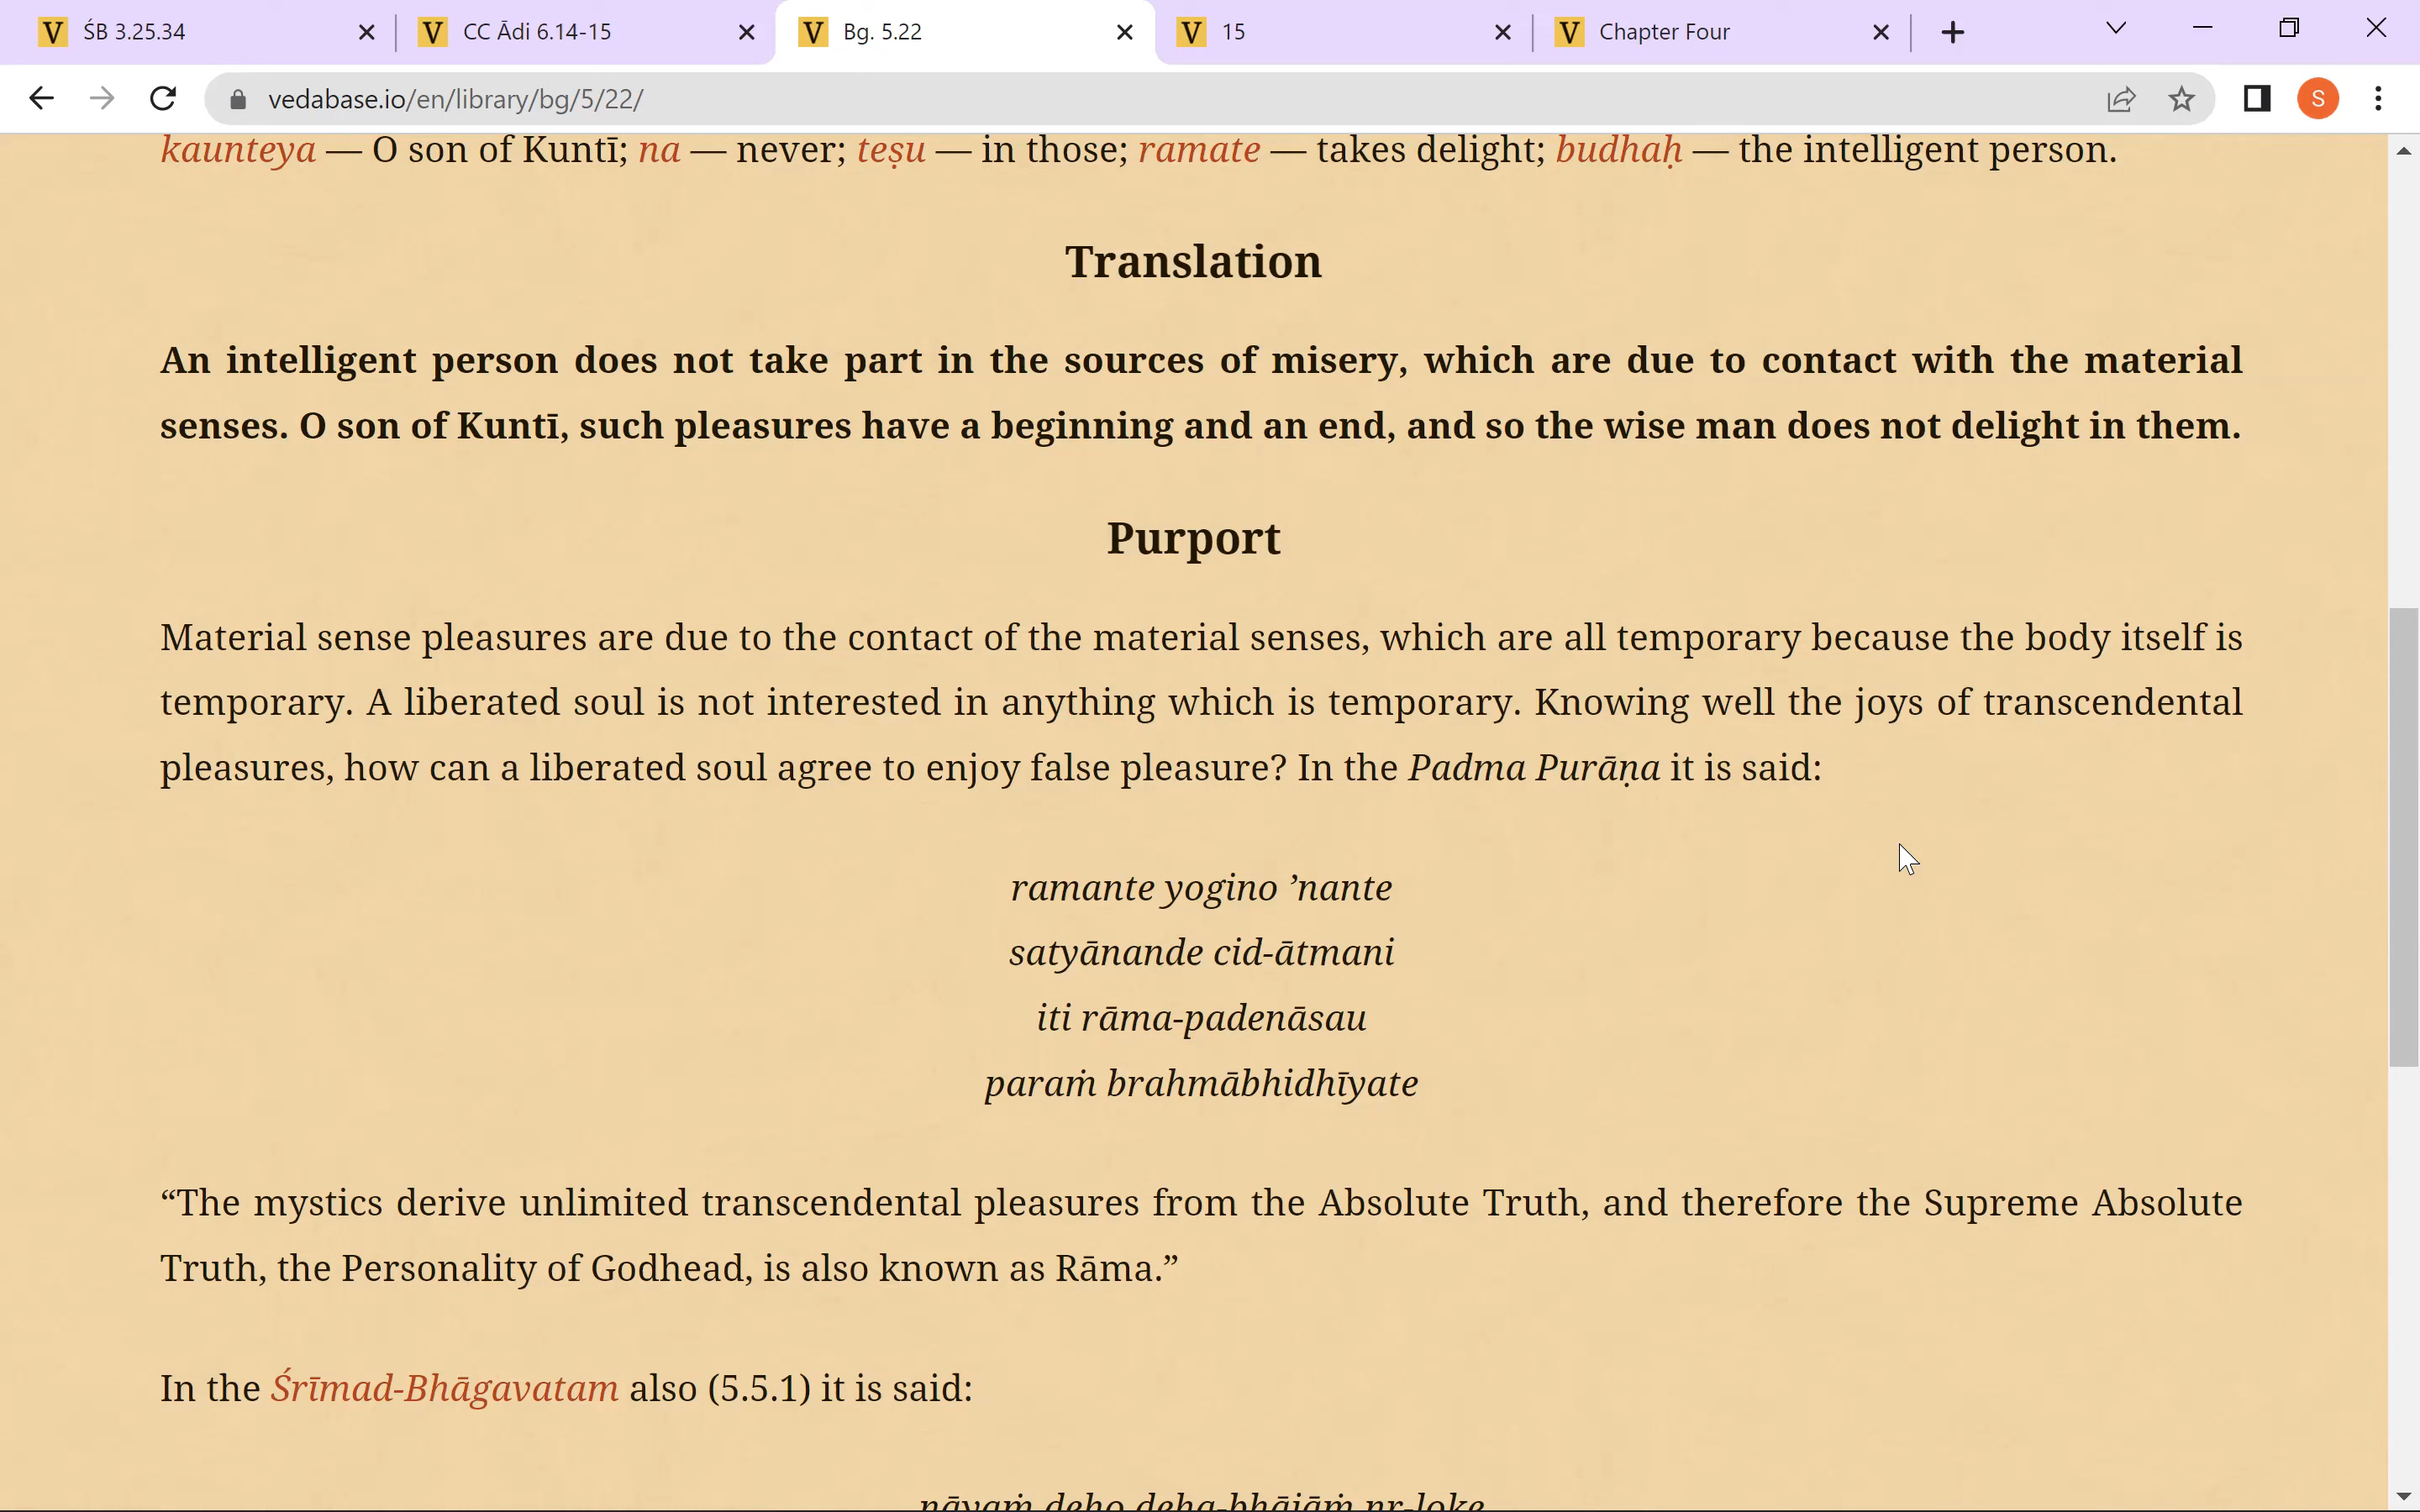 V ŚB 3.25.34
V CC Ādi 6.14-15
V Bg. 5.22
V 15
V Chapter Four
vedabase.io/en/library/bg/5/22/
S
kaunteya — O son of Kuntī; na — never; teṣu — in those; ramate — takes delight; budhaḥ — the intelligent person.
Translation
An intelligent person does not take part in the sources of misery, which are due to contact with the material
senses. O son of Kuntī, such pleasures have a beginning and an end, and so the wise man does not delight in them.
Purport
Material sense pleasures are due to the contact of the material senses, which are all temporary because the body itself is
temporary. A liberated soul is not interested in anything which is temporary. Knowing well the joys of transcendental
pleasures, how can a liberated soul agree to enjoy false pleasure? In the Padma Purāṇa it is said:
ramante yogino ’nante
satyānande cid-ātmani
iti rāma-padenāsau
paraṁ brahmābhidhīyate
“The mystics derive unlimited transcendental pleasures from the Absolute Truth, and therefore the Supreme Absolute
Truth, the Personality of Godhead, is also known as Rāma.”
In the Śrīmad-Bhāgavatam also (5.5.1) it is said:
nāyaṁ deho deha-bhājāṁ nṛ-loke